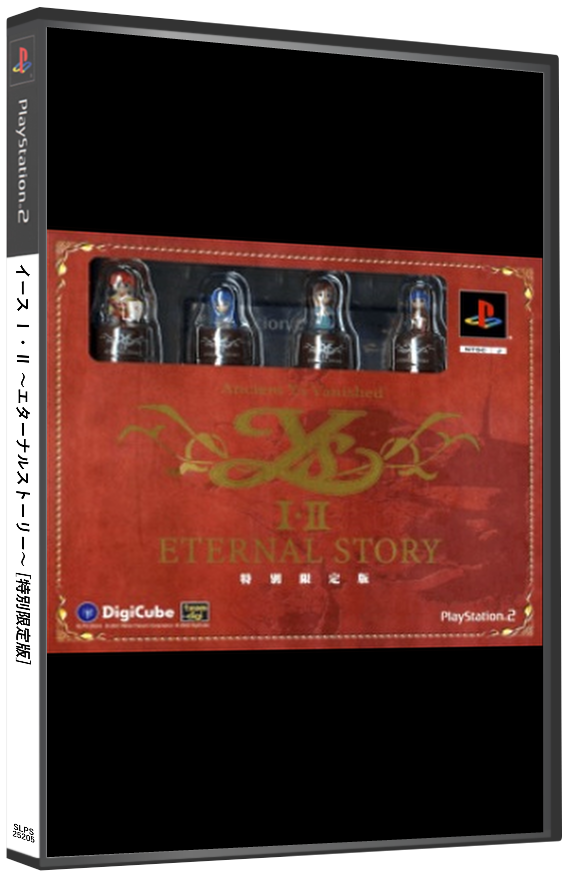 PlayStation 2
イース I・II 〜エターナルストーリー〜 [特別限定版]
SLPS
25205
NTSC J
Ancient Ys Vanished
Ys
I・II
ETERNAL STORY
特別限定版
DigiCube
PlayStation 2